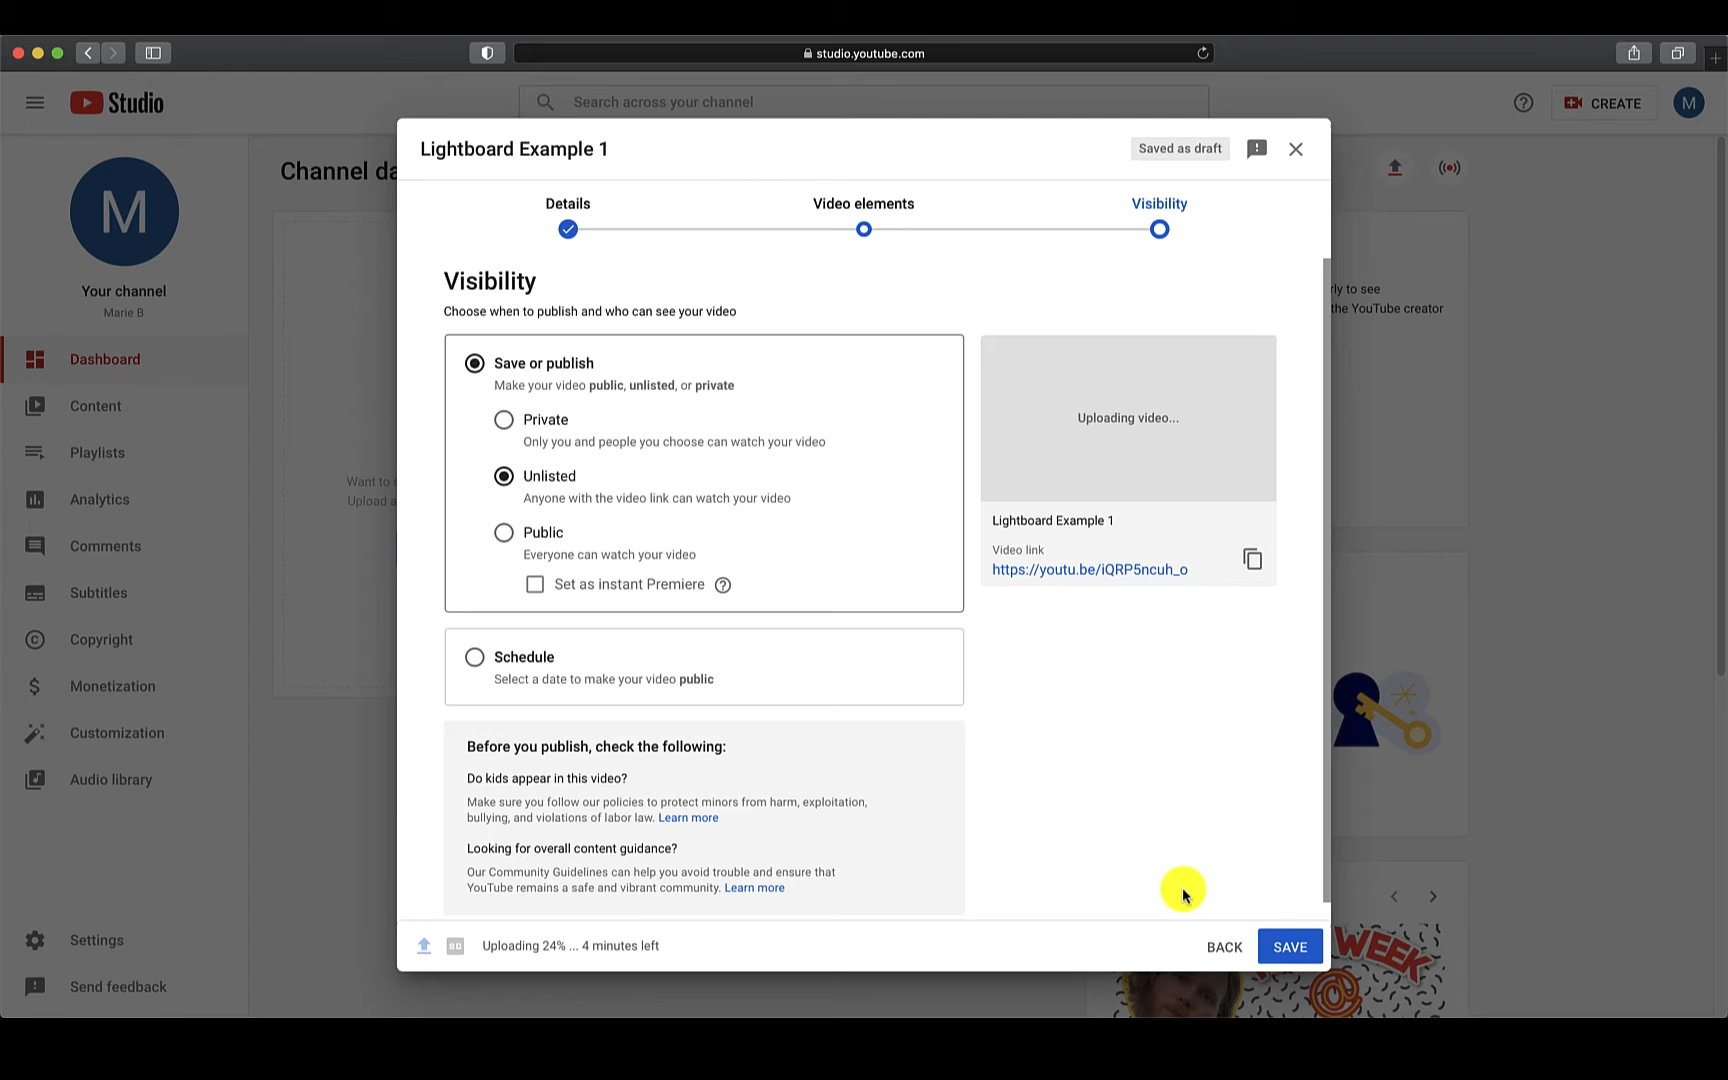 studio.youtube.com
Studio
Search across your channel
CREATE
M
M
Your channel
Marie B
Dashboard
Content
Playlists
Analytics
Comments
Subtitles
Copyright
Monetization
Customization
Audio library
Settings
Send feedback
Channel da
Want to s
Upload a
Lightboard Example 1
Saved as draft
Details
Video elements
Visibility
Visibility
Choose when to publish and who can see your video
Save or publish
Make your video public, unlisted, or private
Private
Only you and people you choose can watch your video
Unlisted
Anyone with the video link can watch your video
Public
Everyone can watch your video
Set as instant Premiere
Schedule
Select a date to make your video public
Before you publish, check the following:
Do kids appear in this video?
Make sure you follow our policies to protect minors from harm, exploitation,
bullying, and violations of labor law. Learn more
Looking for overall content guidance?
Our Community Guidelines can help you avoid trouble and ensure that
YouTube remains a safe and vibrant community. Learn more
Uploading video...
Lightboard Example 1
Video link
https://youtu.be/iQRP5ncuh_o
SD
Uploading 24% ... 4 minutes left
BACK
SAVE
rly to see
the YouTube creator
WEEK
@